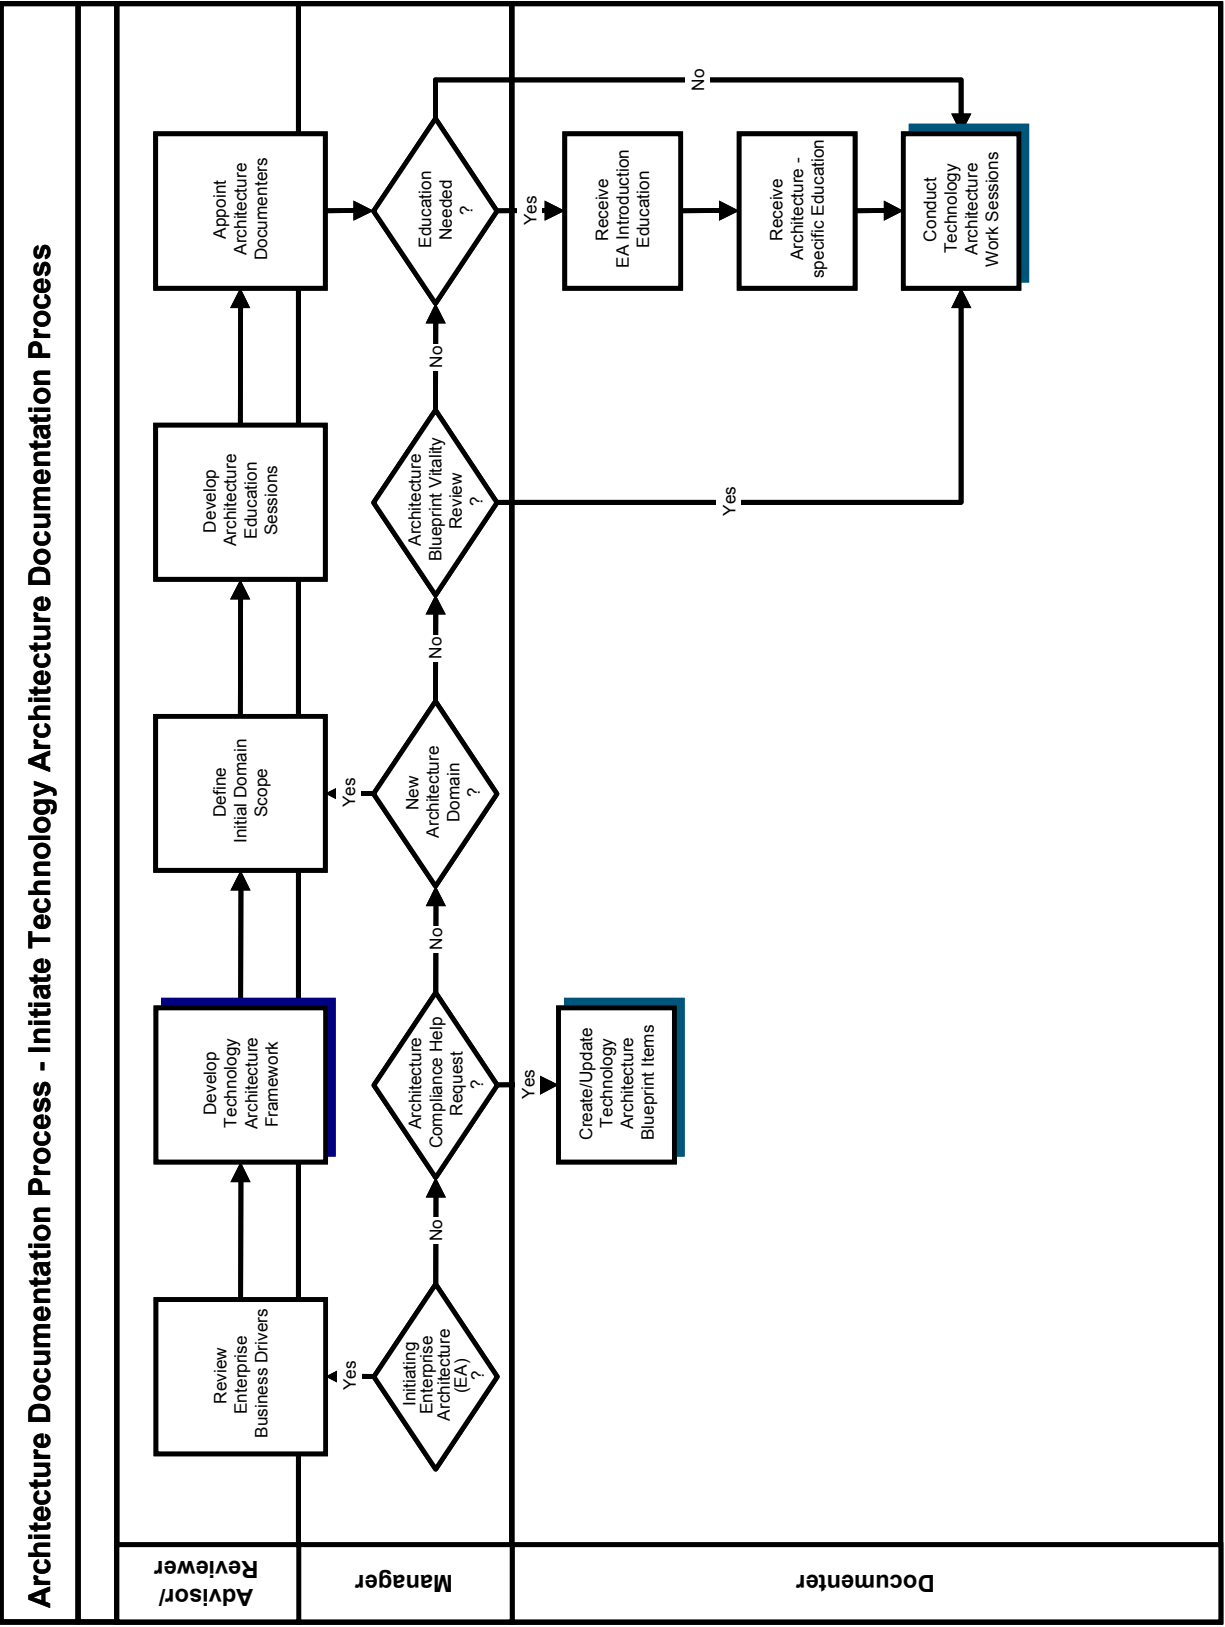 Architecture Documentation Process - Initiate Technology Architecture Documentation Process
Advisor/
Reviewer
Review
Enterprise
Business Drivers
Develop
Technology
Architecture
Framework
Define
Initial Domain
Scope
Develop
Architecture
Education
Sessions
Appoint
Architecture
Documenters
Yes
Yes
Manager
Initiating
Enterprise
Architecture
(EA)
?
No
Architecture
Compliance Help
Request
?
No
New
Architecture
Domain
?
No
Architecture
Blueprint Vitality
Review
?
No
Education
Needed
?
Documenter
Yes
Create/Update
Technology
Architecture
Blueprint Items
Yes
Yes
No
Receive
EA Introduction
Education
Receive
Architecture -
specific Education
Conduct
Technology
Architecture
Work Sessions